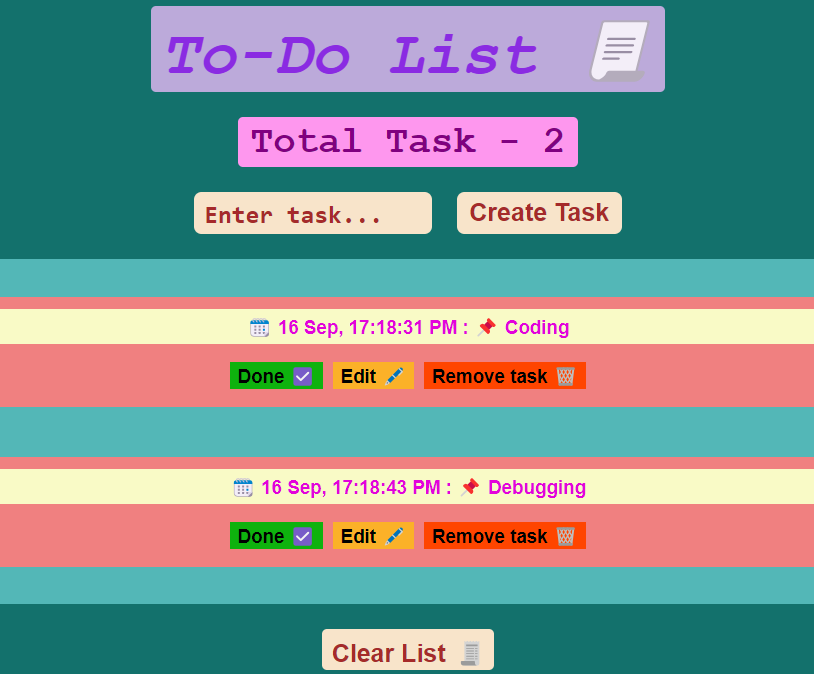 To-Do List
Total Task - 2
Enter task... Create Task
16 Sep, 17:18:31 PM : Coding
Done Edit Remove task
16 Sep, 17:18:43 PM : Debugging
Done Edit Remove task
Clear List